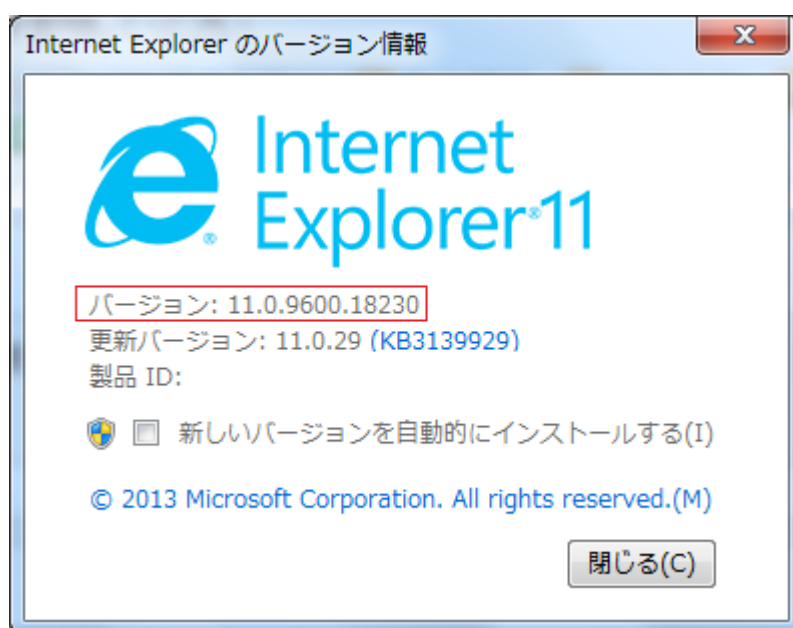 Internet Explorer のバージョン情報
Internet
Explorer®11
バージョン: 11.0.9600.18230
更新バージョン: 11.0.29 (KB3139929)
製品 ID:
新しいバージョンを自動的にインストールする(I)
© 2013 Microsoft Corporation. All rights reserved.(M)
閉じる(C)